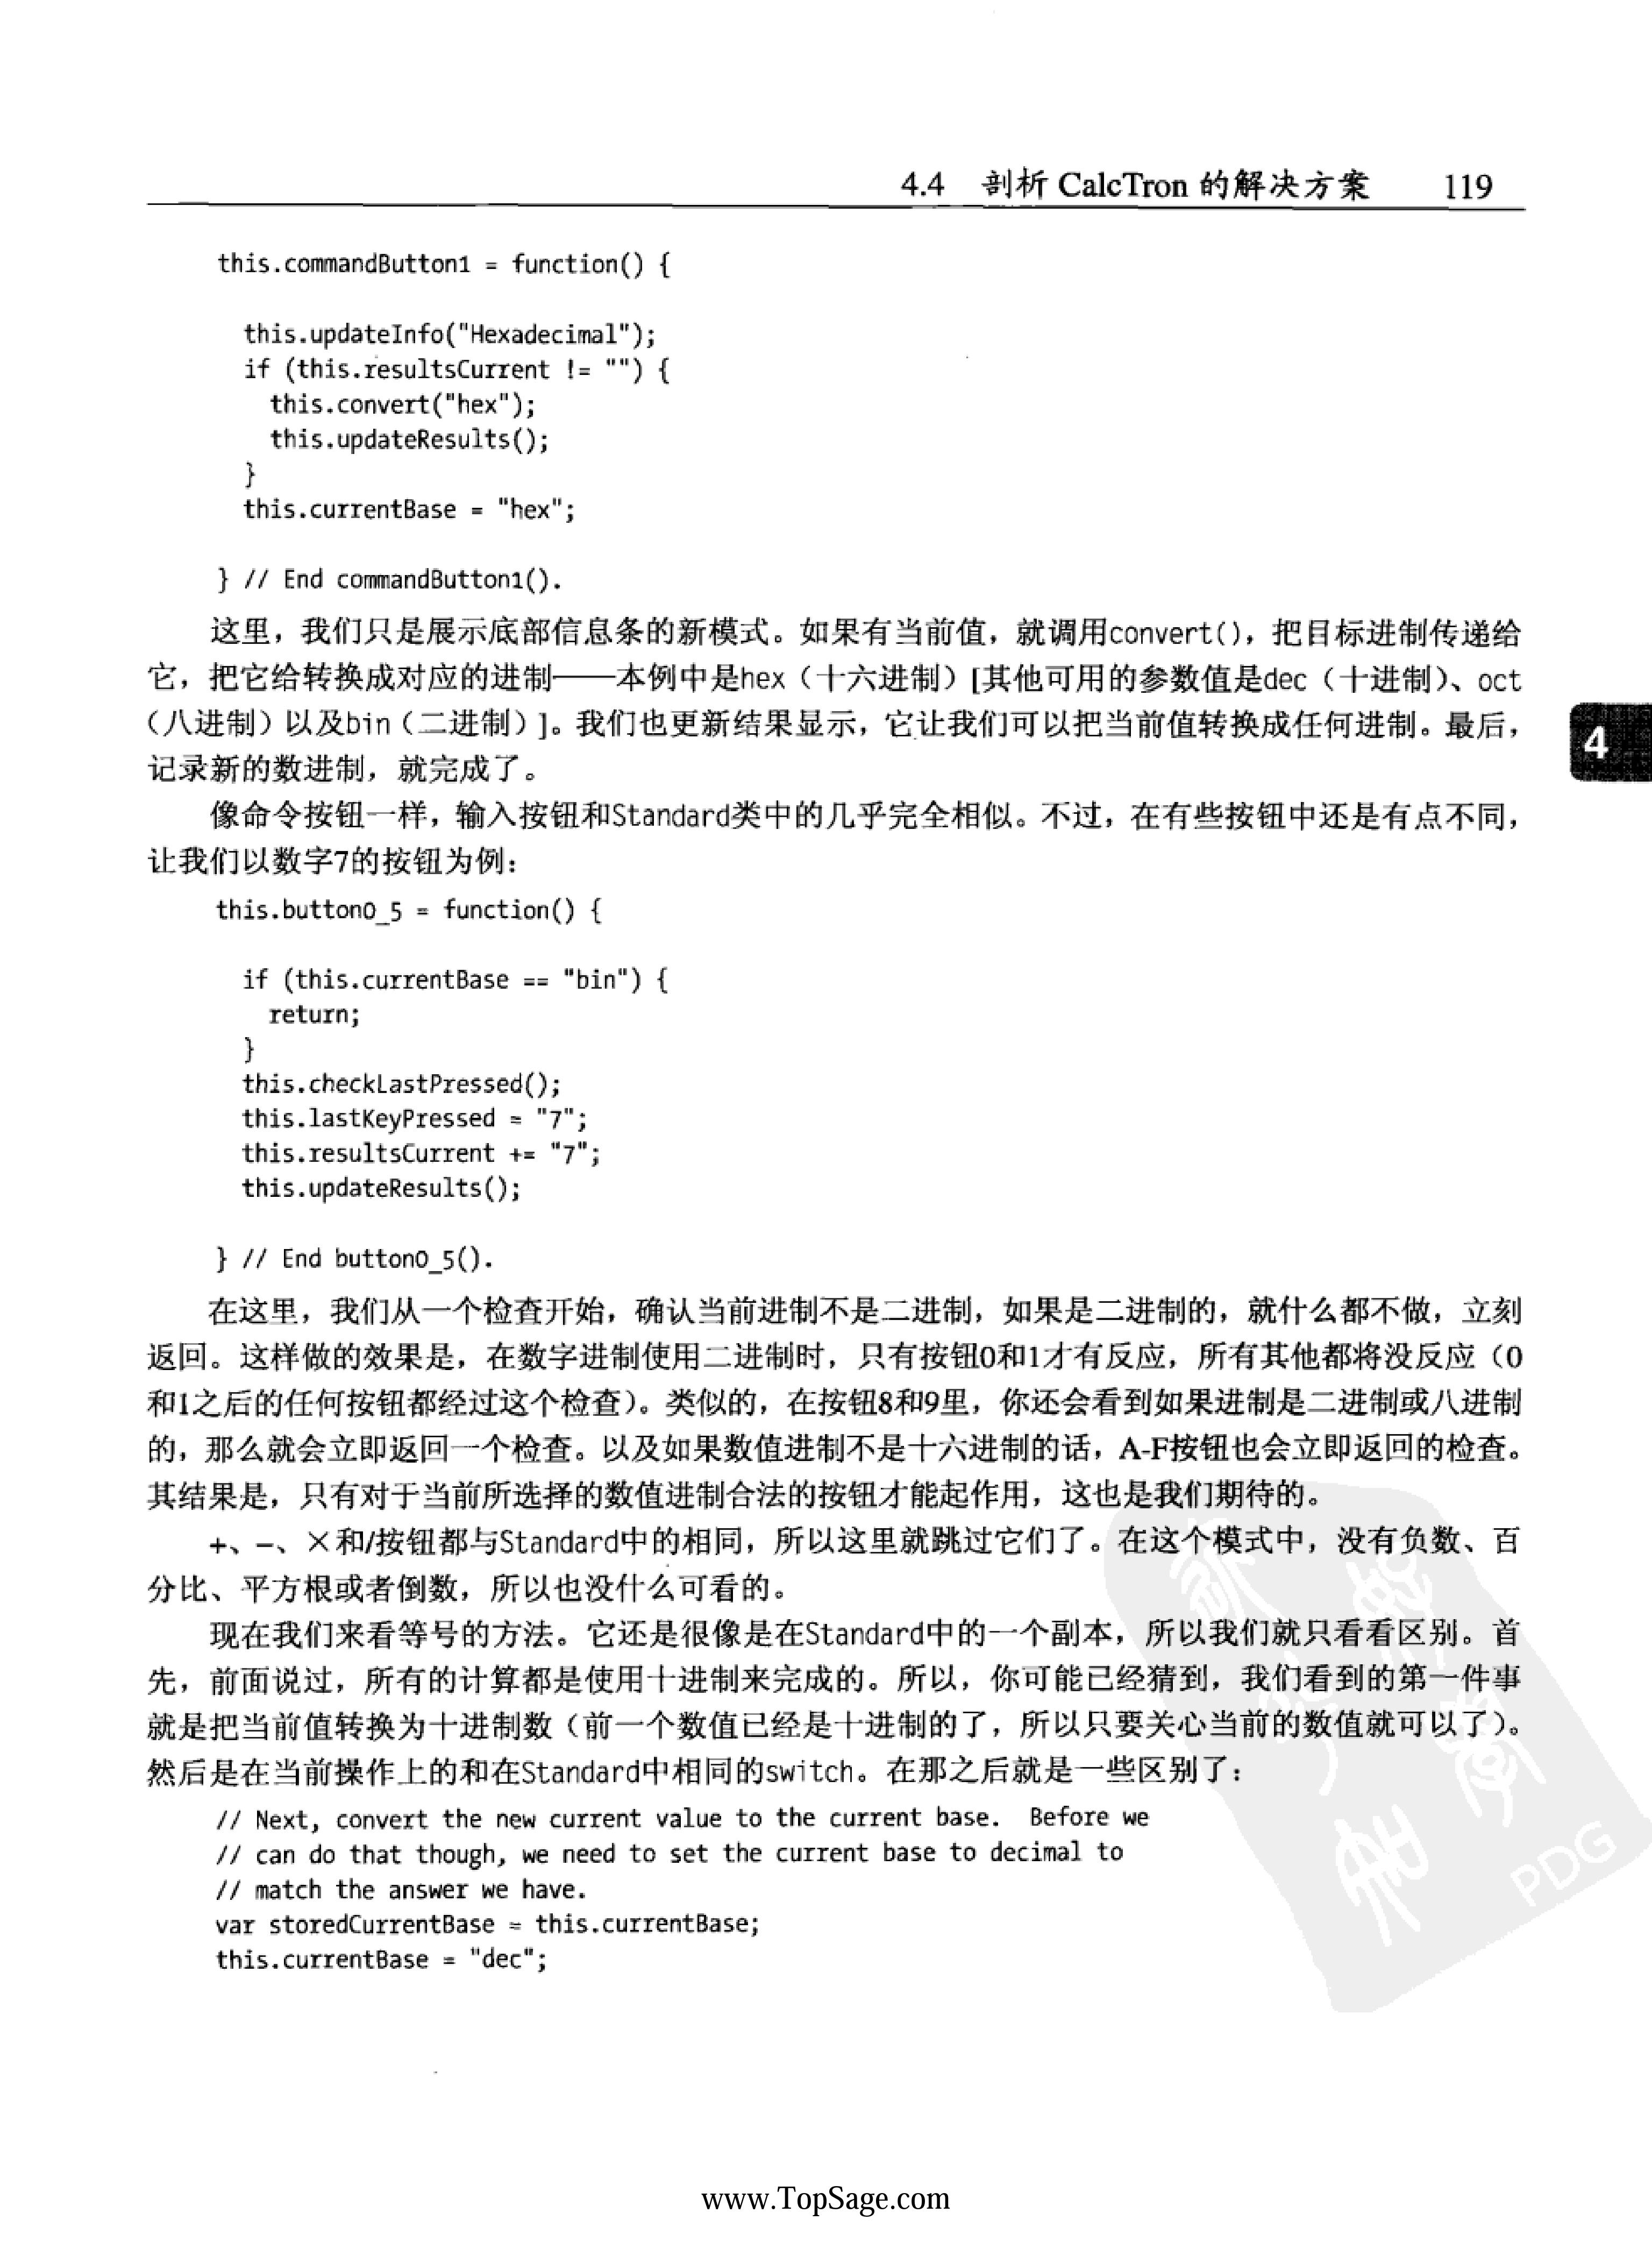 4.4 剖析 CalcTron 的解决方案 119
this.commandButton1 = function() {
this.updateInfo("Hexadecimal");
if (this.resultsCurrent != "") {
this.convert("hex");
this.updateResults();
}
this.currentBase = "hex";
} // End commandButton1().
这里，我们只是展示底部信息条的新模式。如果有当前值，就调用convert()，把目标进制传递给
它，把它给转换成对应的进制——本例中是hex（十六进制）[其他可用的参数值是dec（十进制）、oct
（八进制）以及bin（二进制）]。我们也更新结果显示，它让我们可以把当前值转换成任何进制。最后，
记录新的数进制，就完成了。
4
像命令按钮一样，输入按钮和Standard类中的几乎完全相似。不过，在有些按钮中还是有点不同，
让我们以数字7的按钮为例：
this.button0_5 = function() {
if (this.currentBase == "bin") {
return;
}
this.checkLastPressed();
this.lastKeyPressed = "7";
this.resultsCurrent += "7";
this.updateResults();
} // End button0_5().
在这里，我们从一个检查开始，确认当前进制不是二进制，如果是二进制的，就什么都不做，立刻
返回。这样做的效果是，在数字进制使用二进制时，只有按钮0和1才有反应，所有其他都将没反应（0
和1之后的任何按钮都经过这个检查）。类似的，在按钮8和9里，你还会看到如果进制是二进制或八进制
的，那么就会立即返回一个检查。以及如果数值进制不是十六进制的话，A-F按钮也会立即返回的检查。
其结果是，只有对于当前所选择的数值进制合法的按钮才能起作用，这也是我们期待的。
+、–、×和/按钮都与Standard中的相同，所以这里就跳过它们了。在这个模式中，没有负数、百
分比、平方根或者倒数，所以也没什么可看的。
现在我们来看等号的方法。它还是很像是在Standard中的一个副本，所以我们就只看看区别。首
先，前面说过，所有的计算都是使用十进制来完成的。所以，你可能已经猜到，我们看到的第一件事
就是把当前值转换为十进制数（前一个数值已经是十进制的了，所以只要关心当前的数值就可以了）。
然后是在当前操作上的和在Standard中相同的switch。在那之后就是一些区别了：
// Next, convert the new current value to the current base.  Before we
// can do that though, we need to set the current base to decimal to
// match the answer we have.
var storedCurrentBase = this.currentBase;
this.currentBase = "dec";
PDG
www.TopSage.com